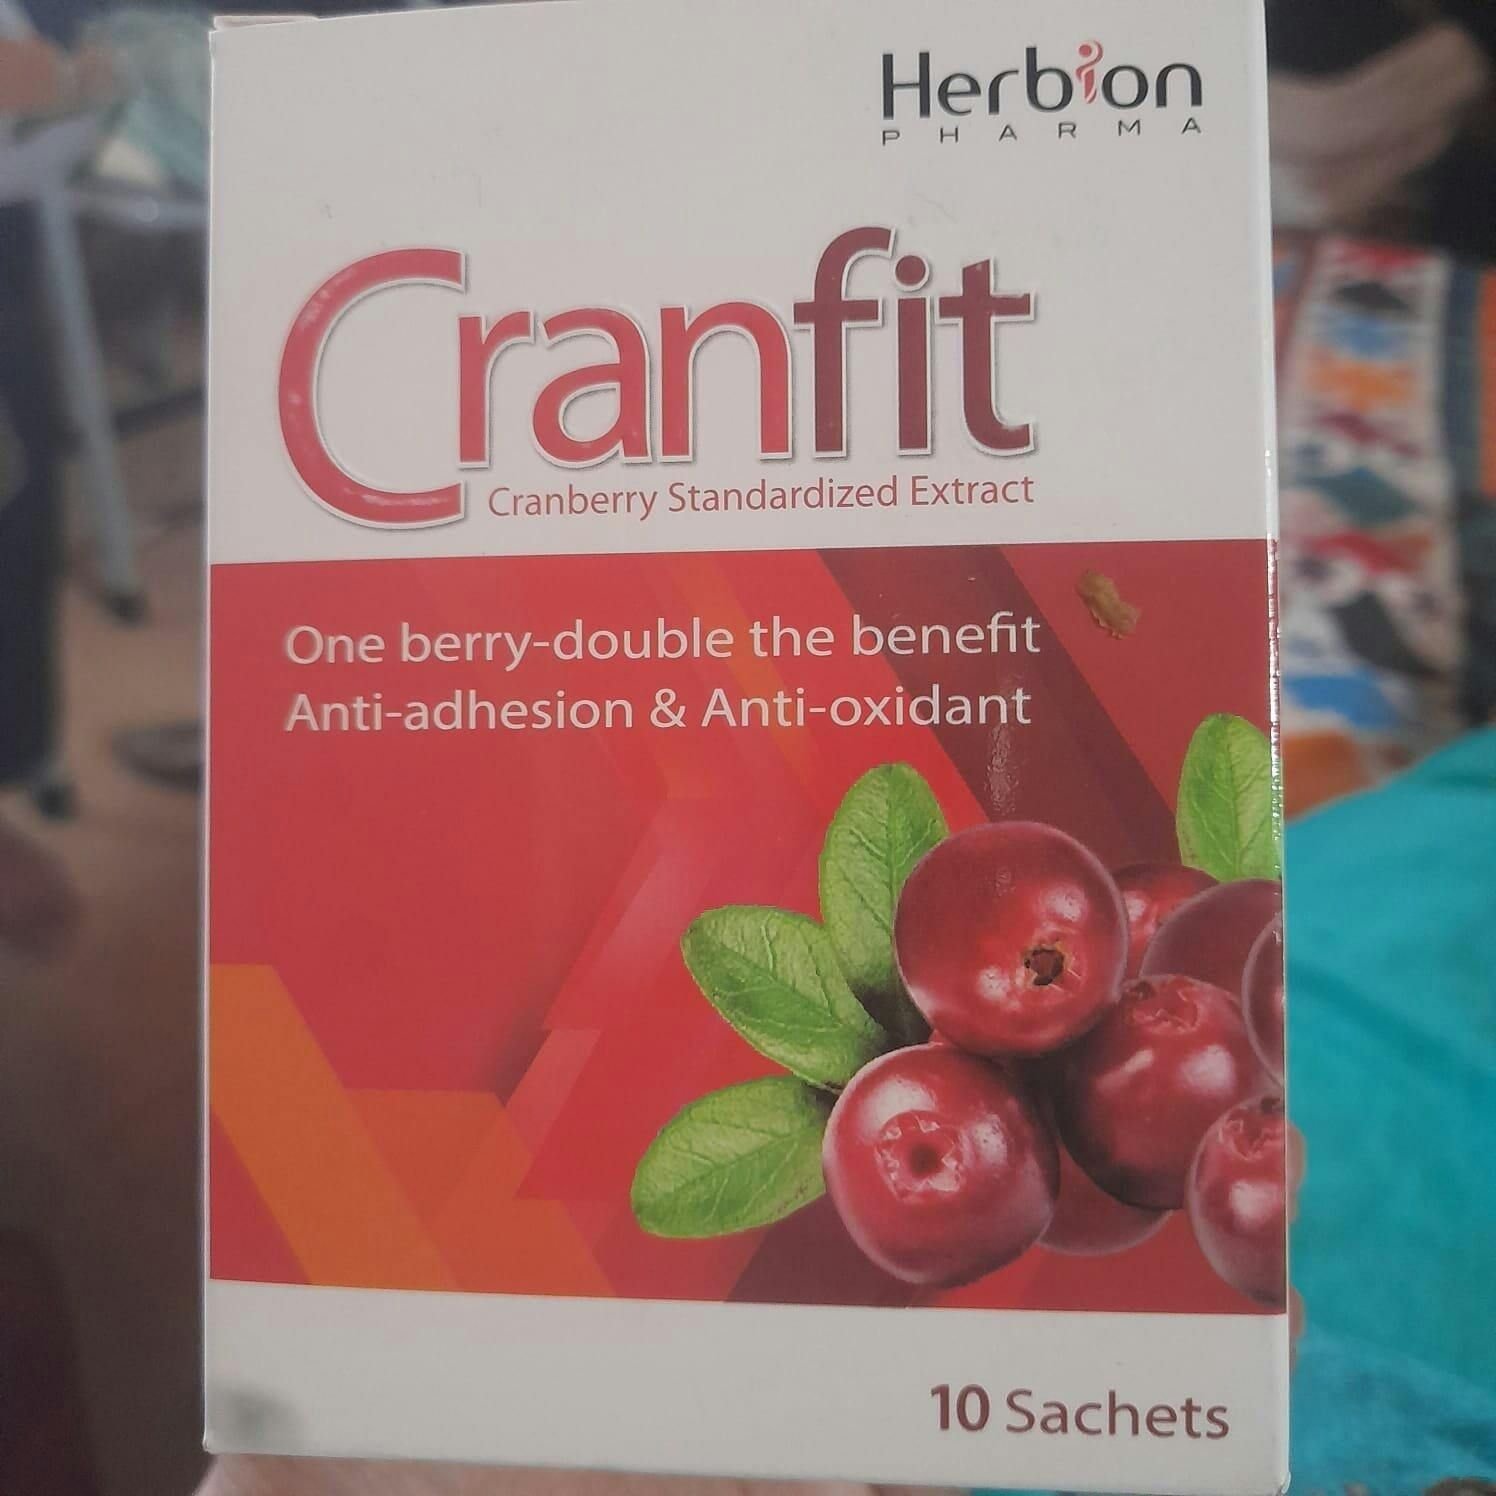 Herbion
PHARMA
Cranfit
Cranberry Standardized Extract
One berry-double the benefit
Anti-adhesion & Anti-oxidant
10 Sachets